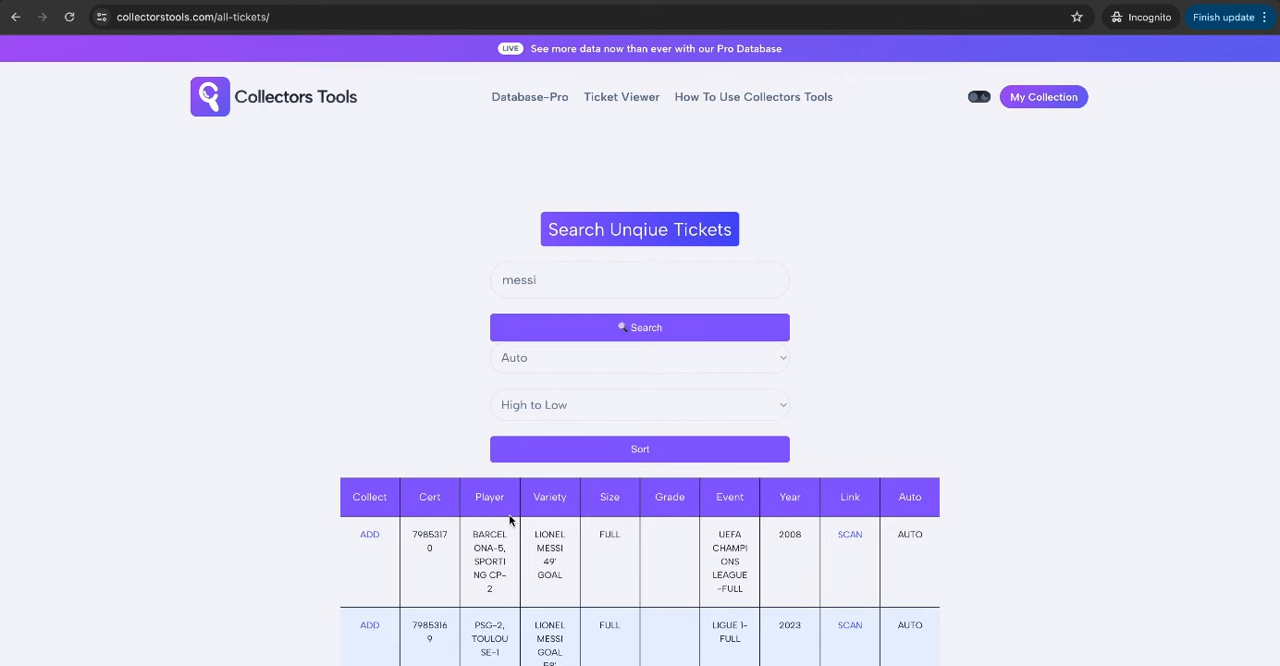 collectorstools.com/all-tickets/
Incognito
Finish update
LIVE See more data now than ever with our Pro Database
Collectors Tools
Database-Pro Ticket Viewer How To Use Collectors Tools
My Collection
Search Unqiue Tickets
messi
Search
Auto
High to Low
Sort
Collect Cert Player Variety Size Grade Event Year Link Auto
ADD 7985317 BARCEL LIONEL FULL UEFA 2008 SCAN AUTO
0 ONA-5, MESSI CHAMPI
SPORTI 49' ONS
NG CP- GOAL LEAGUE
2 -FULL
ADD 7985316 PSG-2, LIONEL FULL LIGUE 1- 2023 SCAN AUTO
9 TOULOU MESSI FULL
SE-1 GOAL
58'